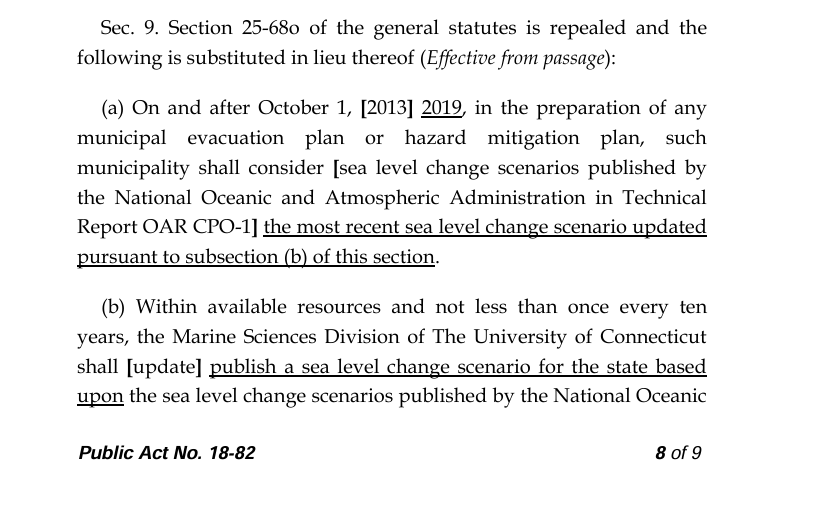 Sec. 9. Section 25-68o of the general statutes is repealed and the
following is substituted in lieu thereof (Effective from passage):
(a) On and after October 1, [2013] 2019, in the preparation of any
municipal evacuation plan or hazard mitigation plan, such
municipality shall consider [sea level change scenarios published by
the National Oceanic and Atmospheric Administration in Technical
Report OAR CPO-1] the most recent sea level change scenario updated
pursuant to subsection (b) of this section.
(b) Within available resources and not less than once every ten
years, the Marine Sciences Division of The University of Connecticut
shall [update] publish a sea level change scenario for the state based
upon the sea level change scenarios published by the National Oceanic
Public Act No. 18-82 8 of 9